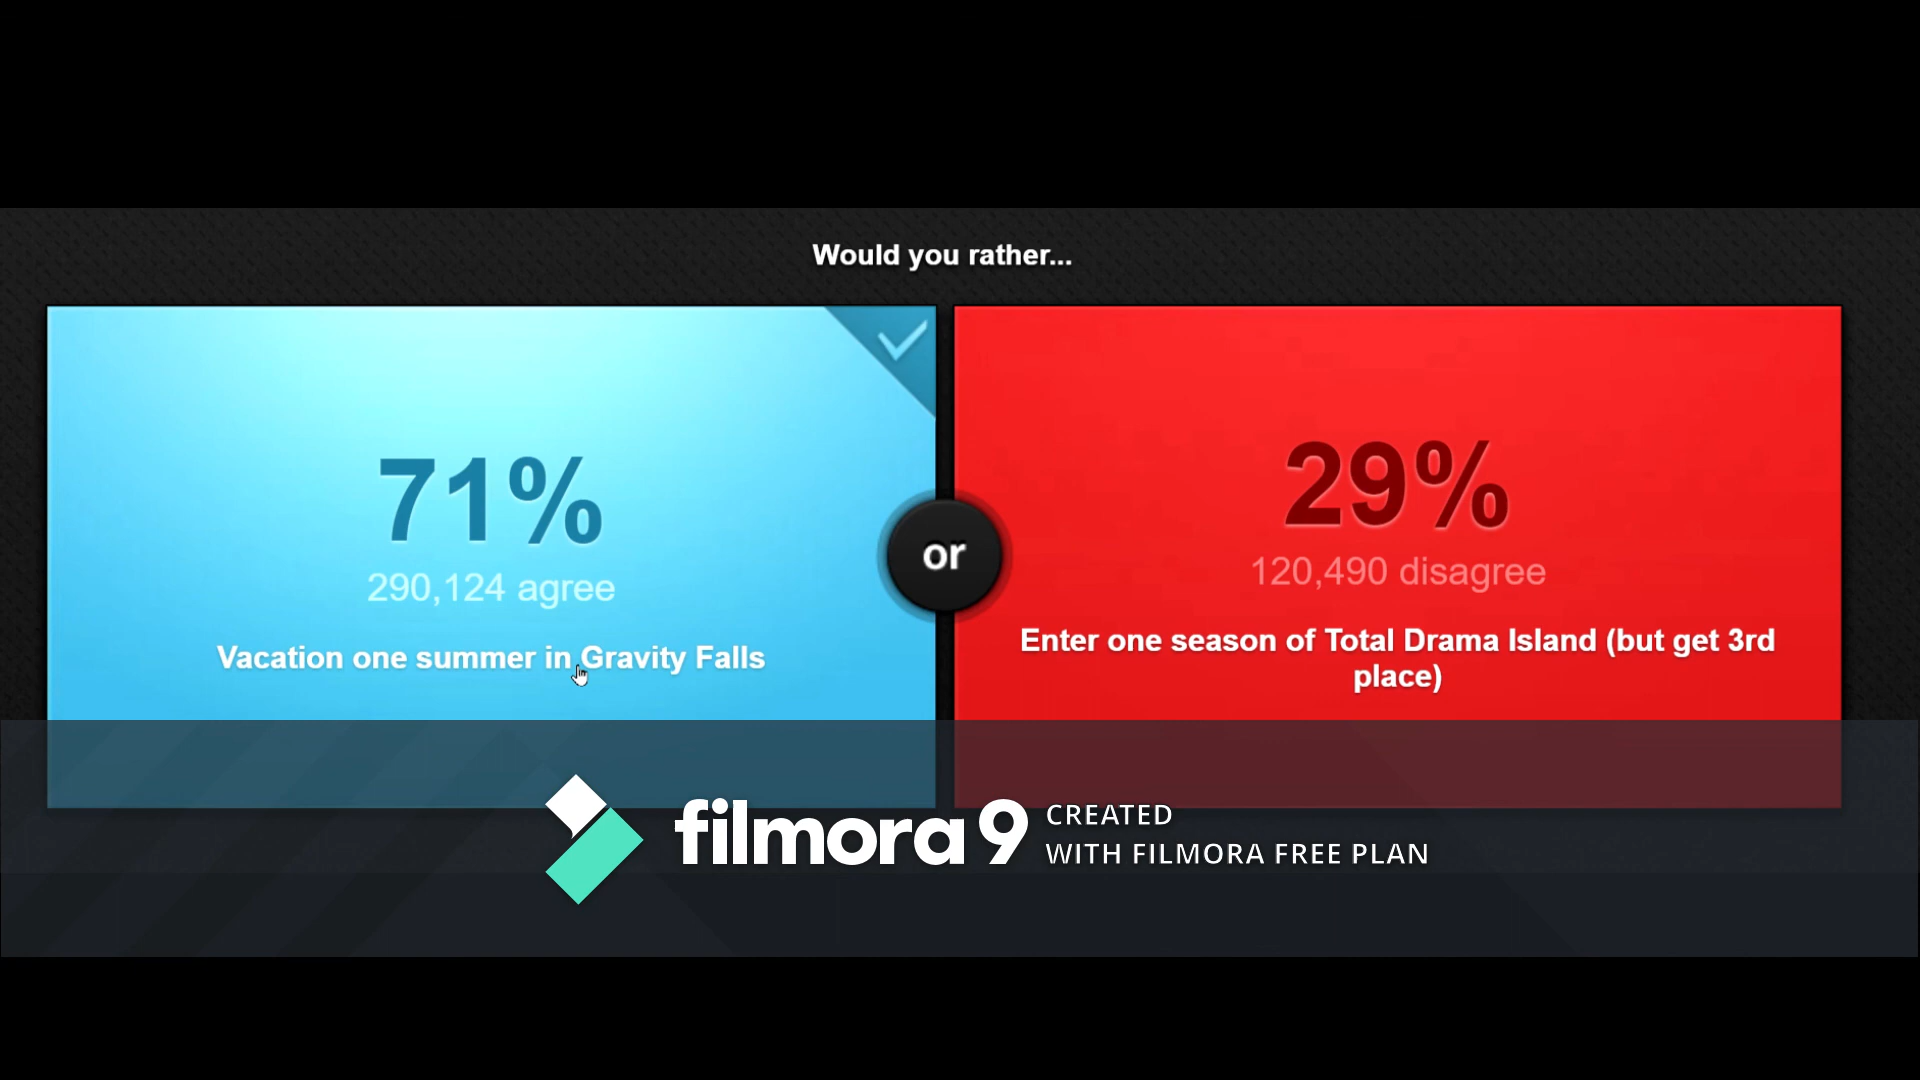 Would you rather...
71%
290,124 agree
Vacation one summer in Gravity Falls
or
29%
120,490 disagree
Enter one season of Total Drama Island (but get 3rd
place)
filmora 9
CREATED
WITH FILMORA FREE PLAN